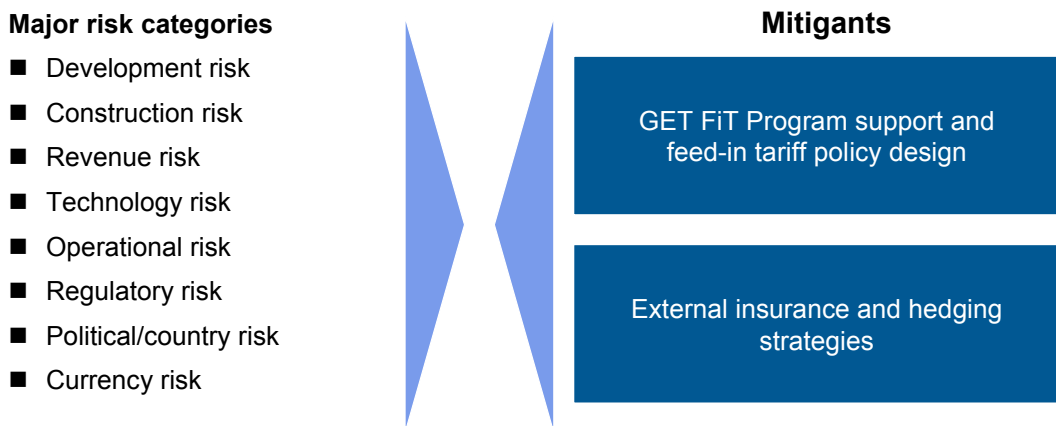 Major risk categories
■ Development risk
■ Construction risk
■ Revenue risk
■ Technology risk
■ Operational risk
■ Regulatory risk
■ Political/country risk
■ Currency risk
Mitigants
GET FiT Program support and
feed-in tariff policy design
External insurance and hedging
strategies